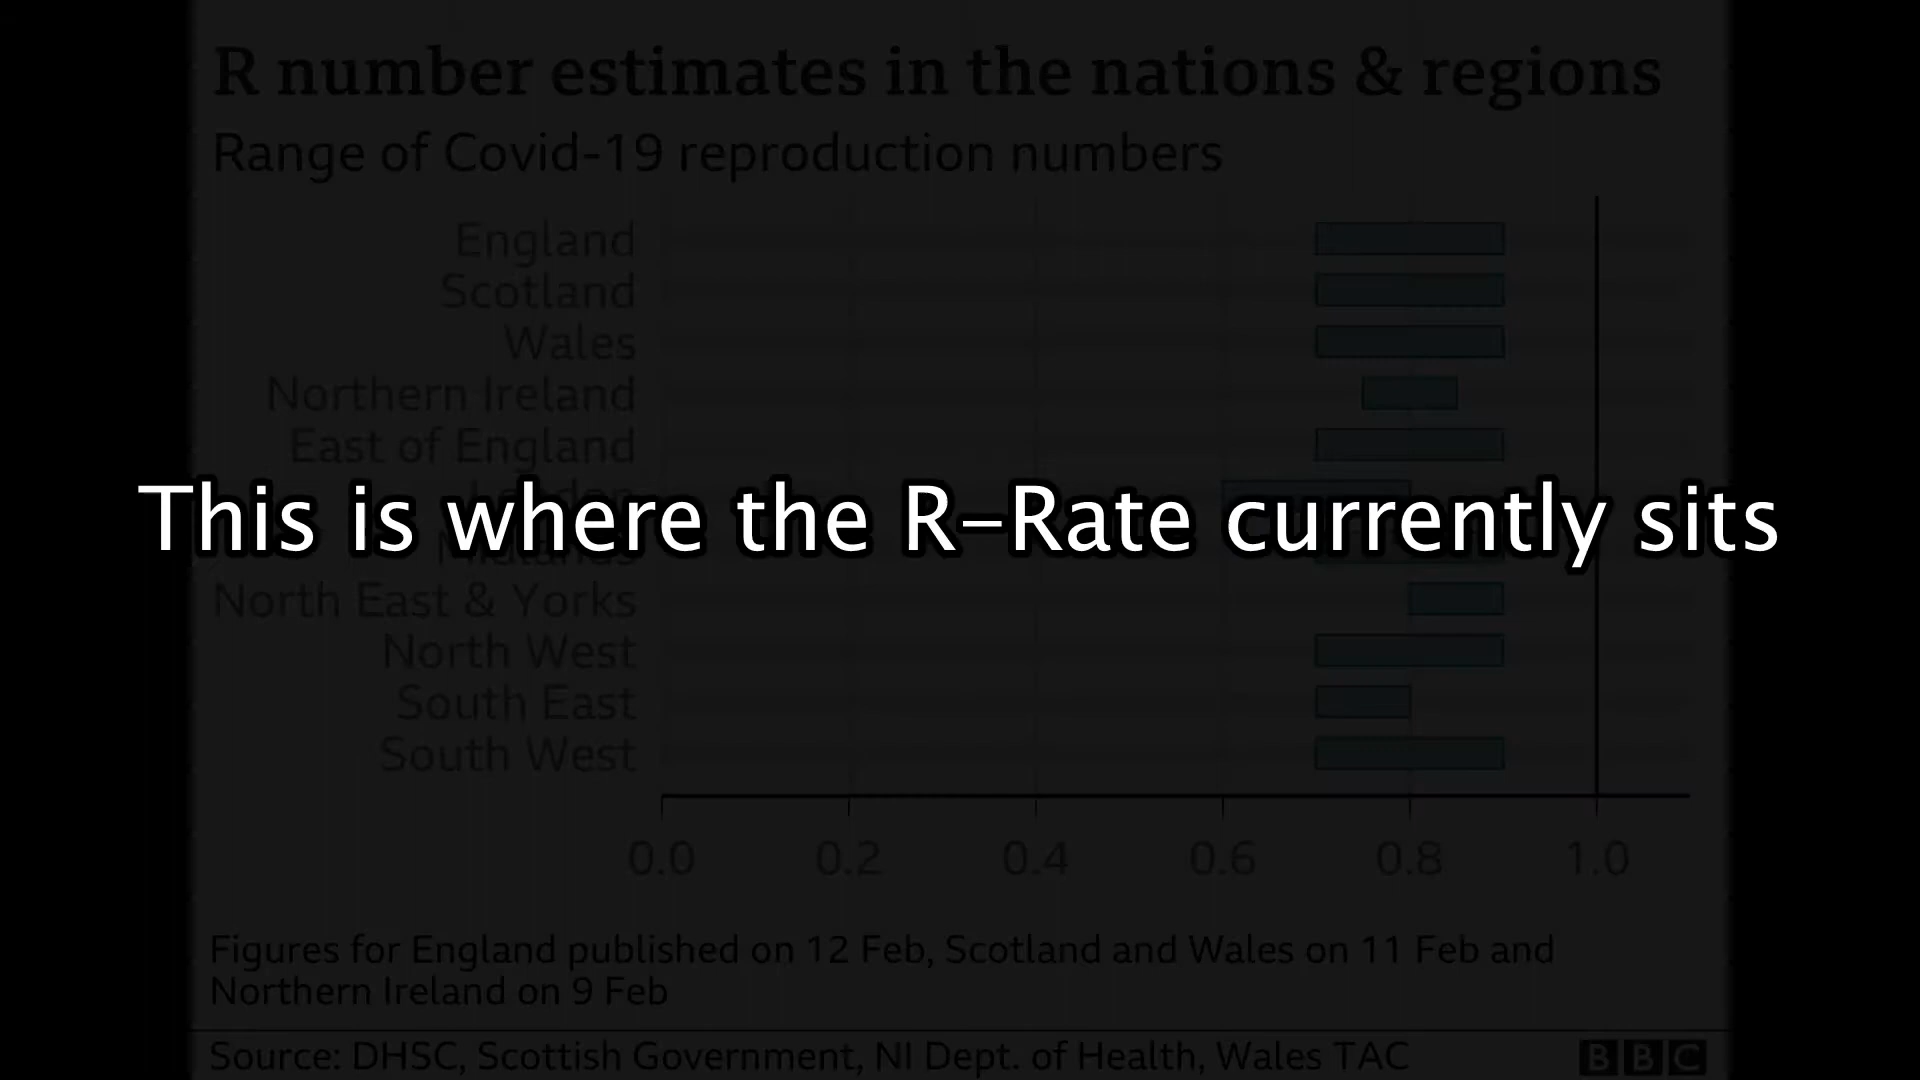 R number estimates in the nations & regions
Range of Covid-19 reproduction numbers
England
Scotland
Wales
Northern Ireland
East of England
London
This is where the R-Rate currently sits
Midlands
North East & Yorks
North West
South East
South West
0.0 0.2 0.4 0.6 0.8 1.0
Figures for England published on 12 Feb, Scotland and Wales on 11 Feb and
Northern Ireland on 9 Feb
Source: DHSC, Scottish Government, NI Dept. of Health, Wales TAC
BBC